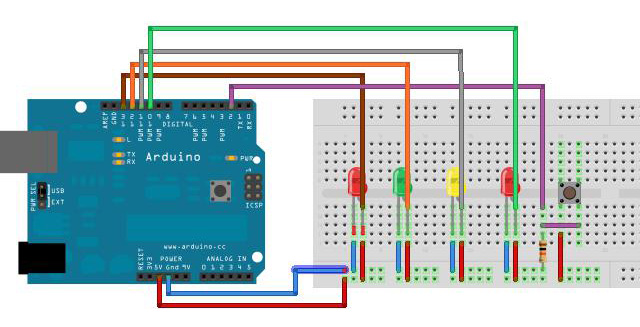 AREF
GND
13
12
PWM 11
PWM 10
PWM 9
8
7
PWM 6
PWM 5
4
PWM 3
2
TX 1
RX 0
DIGITAL
L
TX
RX
Arduino
PWR
PWR SEL
USB
EXT
ICSP
1
www.arduino.cc
POWER
ANALOG IN
RESET
3V3
5V Gnd 9V
0 1 2 3 4 5